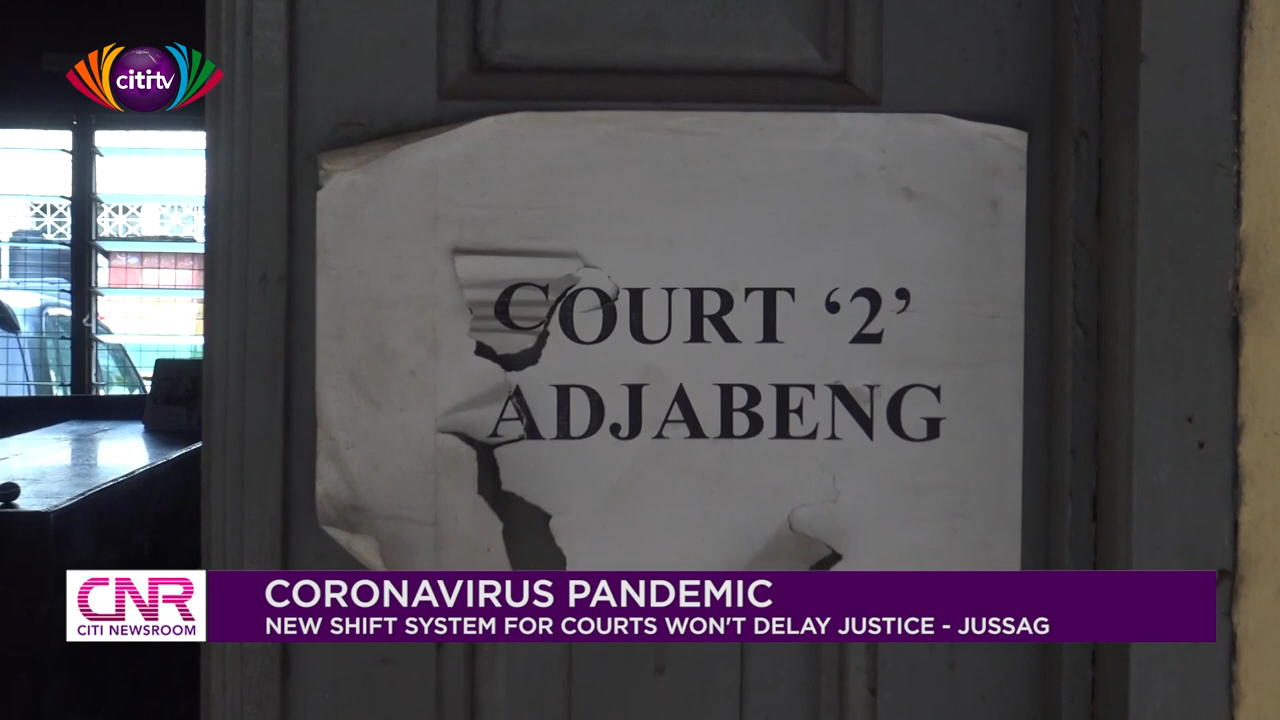 citi tv
COURT ‘2’
ADJABENG
CNR
CITI NEWSROOM
CORONAVIRUS PANDEMIC
NEW SHIFT SYSTEM FOR COURTS WON'T DELAY JUSTICE - JUSSAG